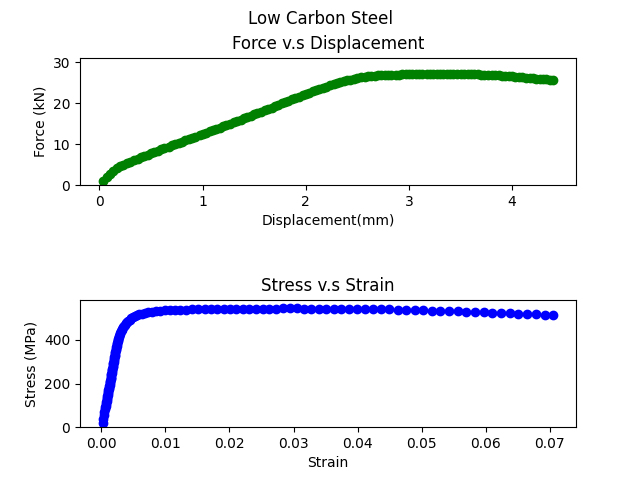 Low Carbon Steel
Force v.s Displacement
30
20
10
0
Force (kN)
0 1 2 3 4
Displacement(mm)
Stress v.s Strain
400
200
0
Stress (MPa)
0.00 0.01 0.02 0.03 0.04 0.05 0.06 0.07
Strain